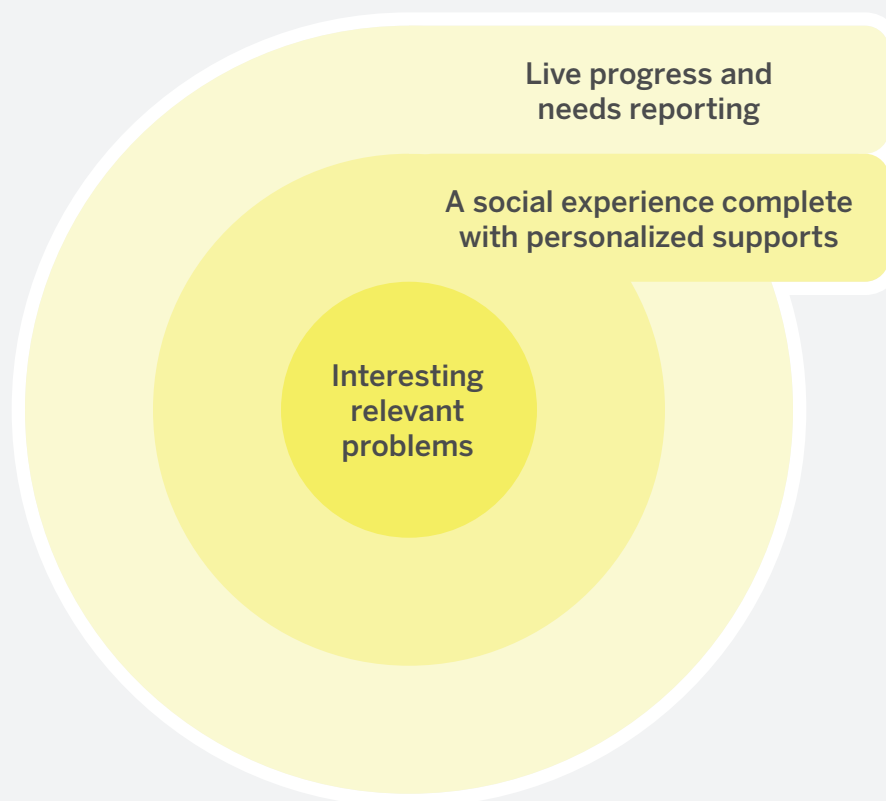 Live progress and
needs reporting
A social experience complete
with personalized supports
Interesting
relevant
problems